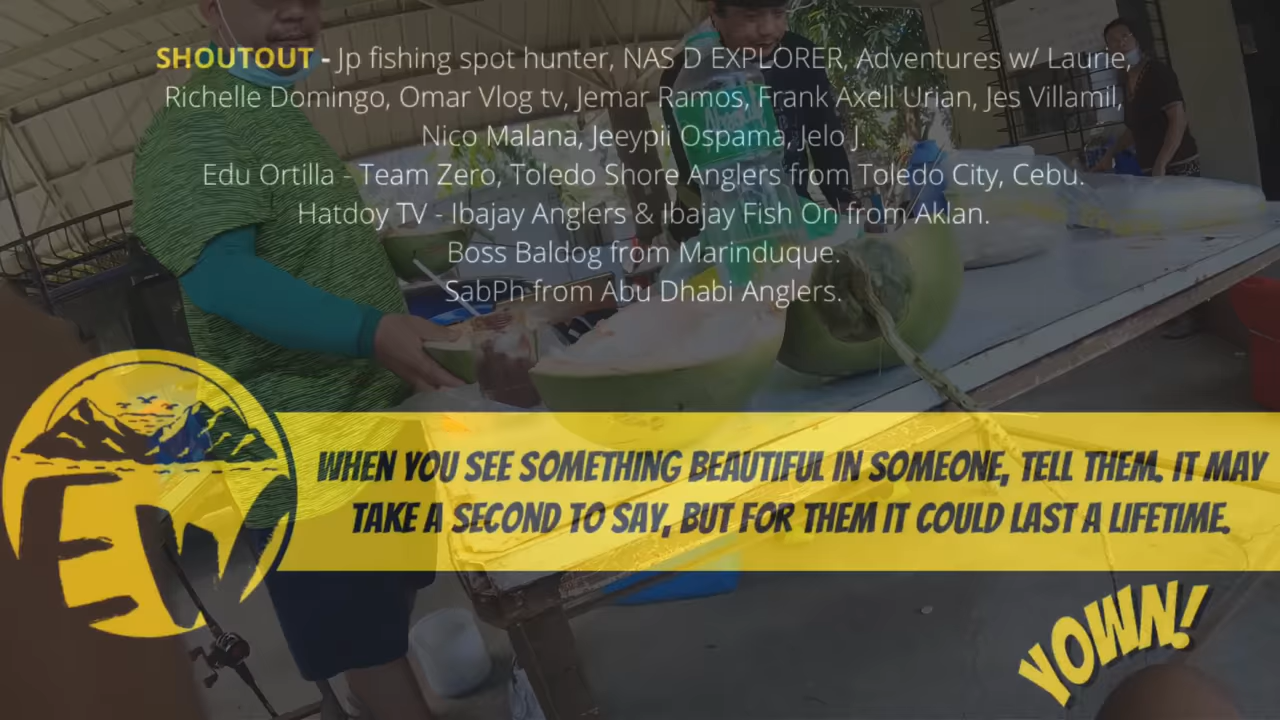 SHOUTOUT - Jp fishing spot hunter, NAS D EXPLORER, Adventures w/ Laurie,
Richelle Domingo, Omar Vlog tv, Jemar Ramos, Frank Axell Urian, Jes Villamil,
Nico Malana, Jeeypii Ospama, Jelo J.
Edu Ortilla - Team Zero, Toledo Shore Anglers from Toledo City, Cebu.
Hatdoy TV - Ibajay Anglers & Ibajay Fish On from Aklan.
Boss Baldog from Marinduque.
SabPh from Abu Dhabi Anglers.
EW
WHEN YOU SEE SOMETHING BEAUTIFUL IN SOMEONE, TELL THEM. IT MAY
TAKE A SECOND TO SAY, BUT FOR THEM IT COULD LAST A LIFETIME.
YOWN!